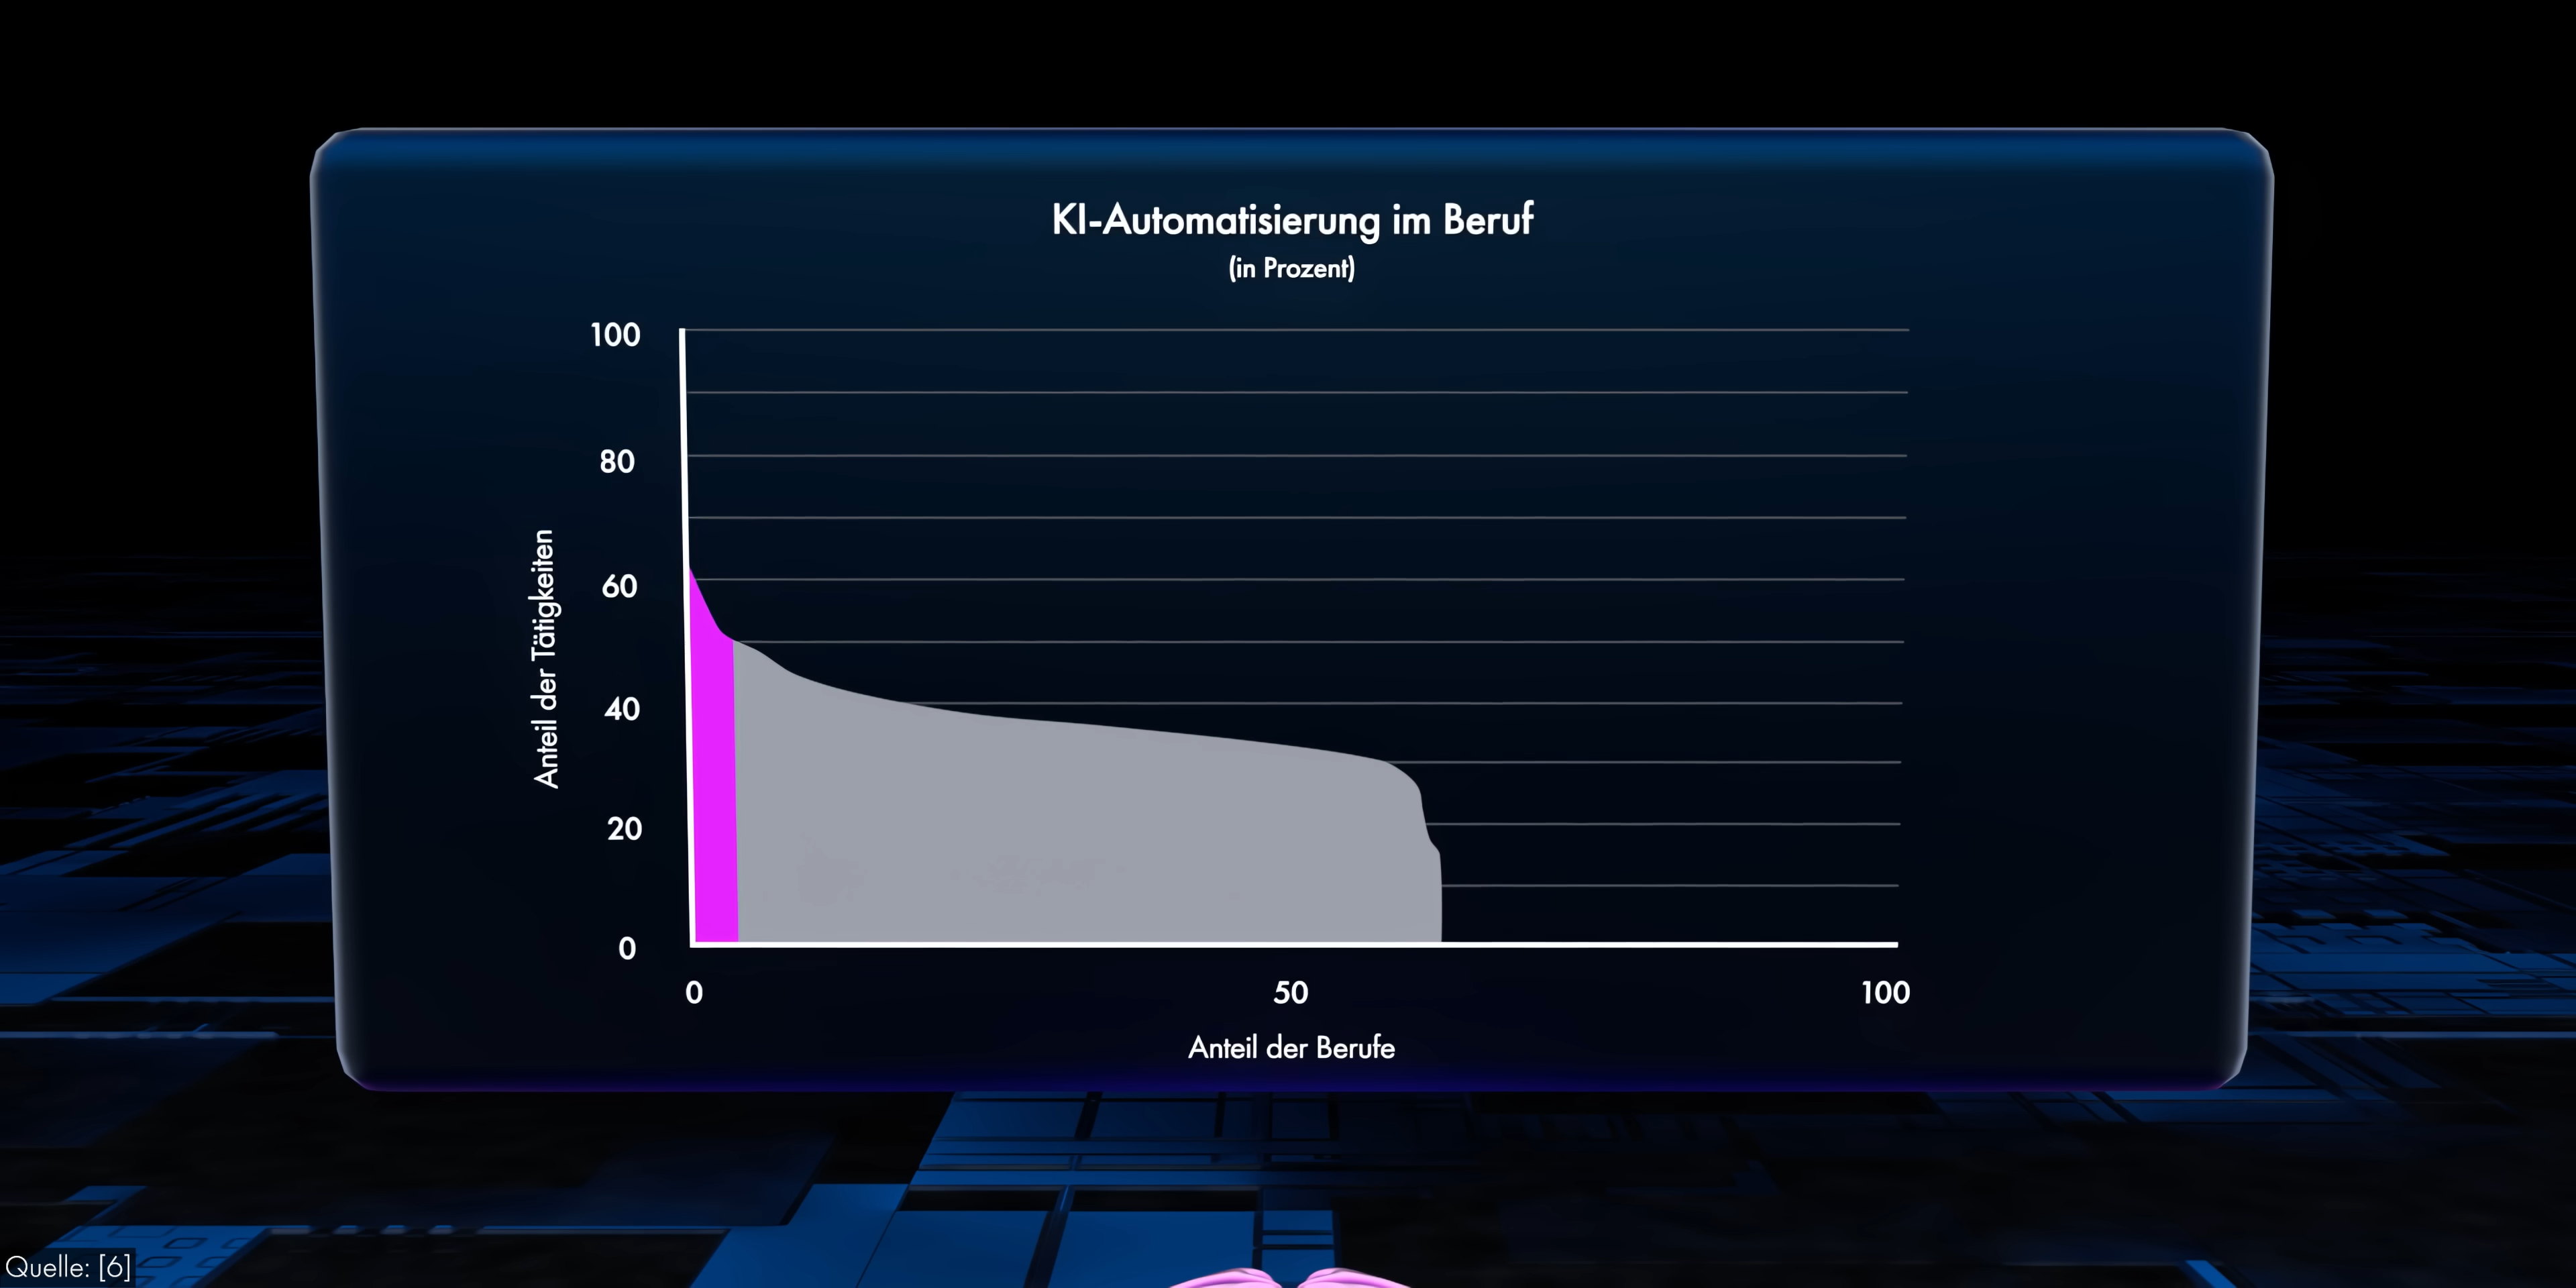 KI-Automatisierung im Beruf
(in Prozent)
100
80
60
40
20
0
Anteil der Tätigkeiten
0 50 100
Anteil der Berufe
Quelle: [6]